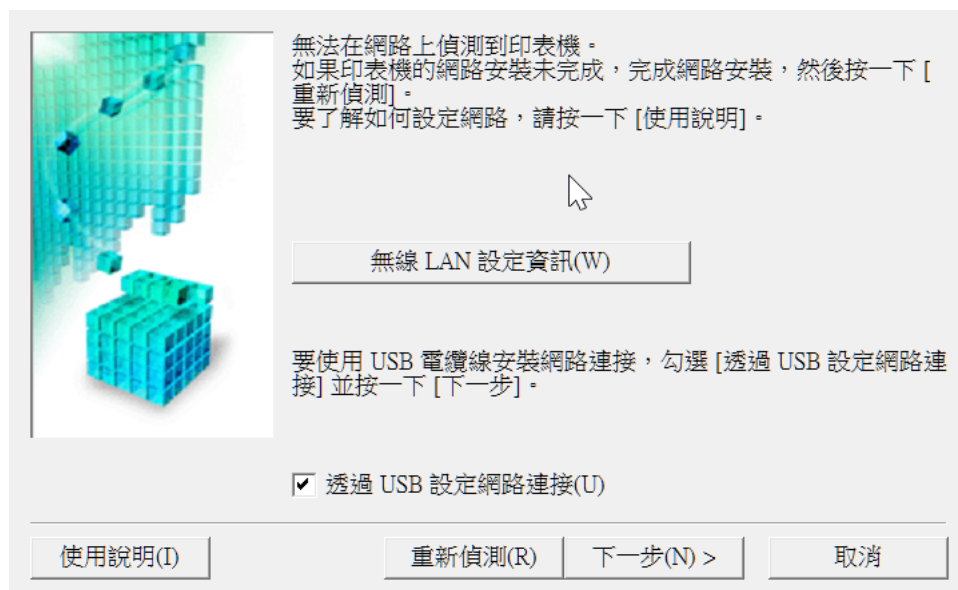 無法在網路上偵測到印表機。
如果印表機的網路安裝未完成，完成網路安裝，然後按一下 [
重新偵測]。
要了解如何設定網路，請按一下 [使用說明]。
無線 LAN 設定資訊(W)
要使用 USB 電纜線安裝網路連接，勾選 [透過 USB 設定網路連
接] 並按一下 [下一步]。
透過 USB 設定網路連接(U)
使用說明(I) 重新偵測(R) 下一步(N) > 取消